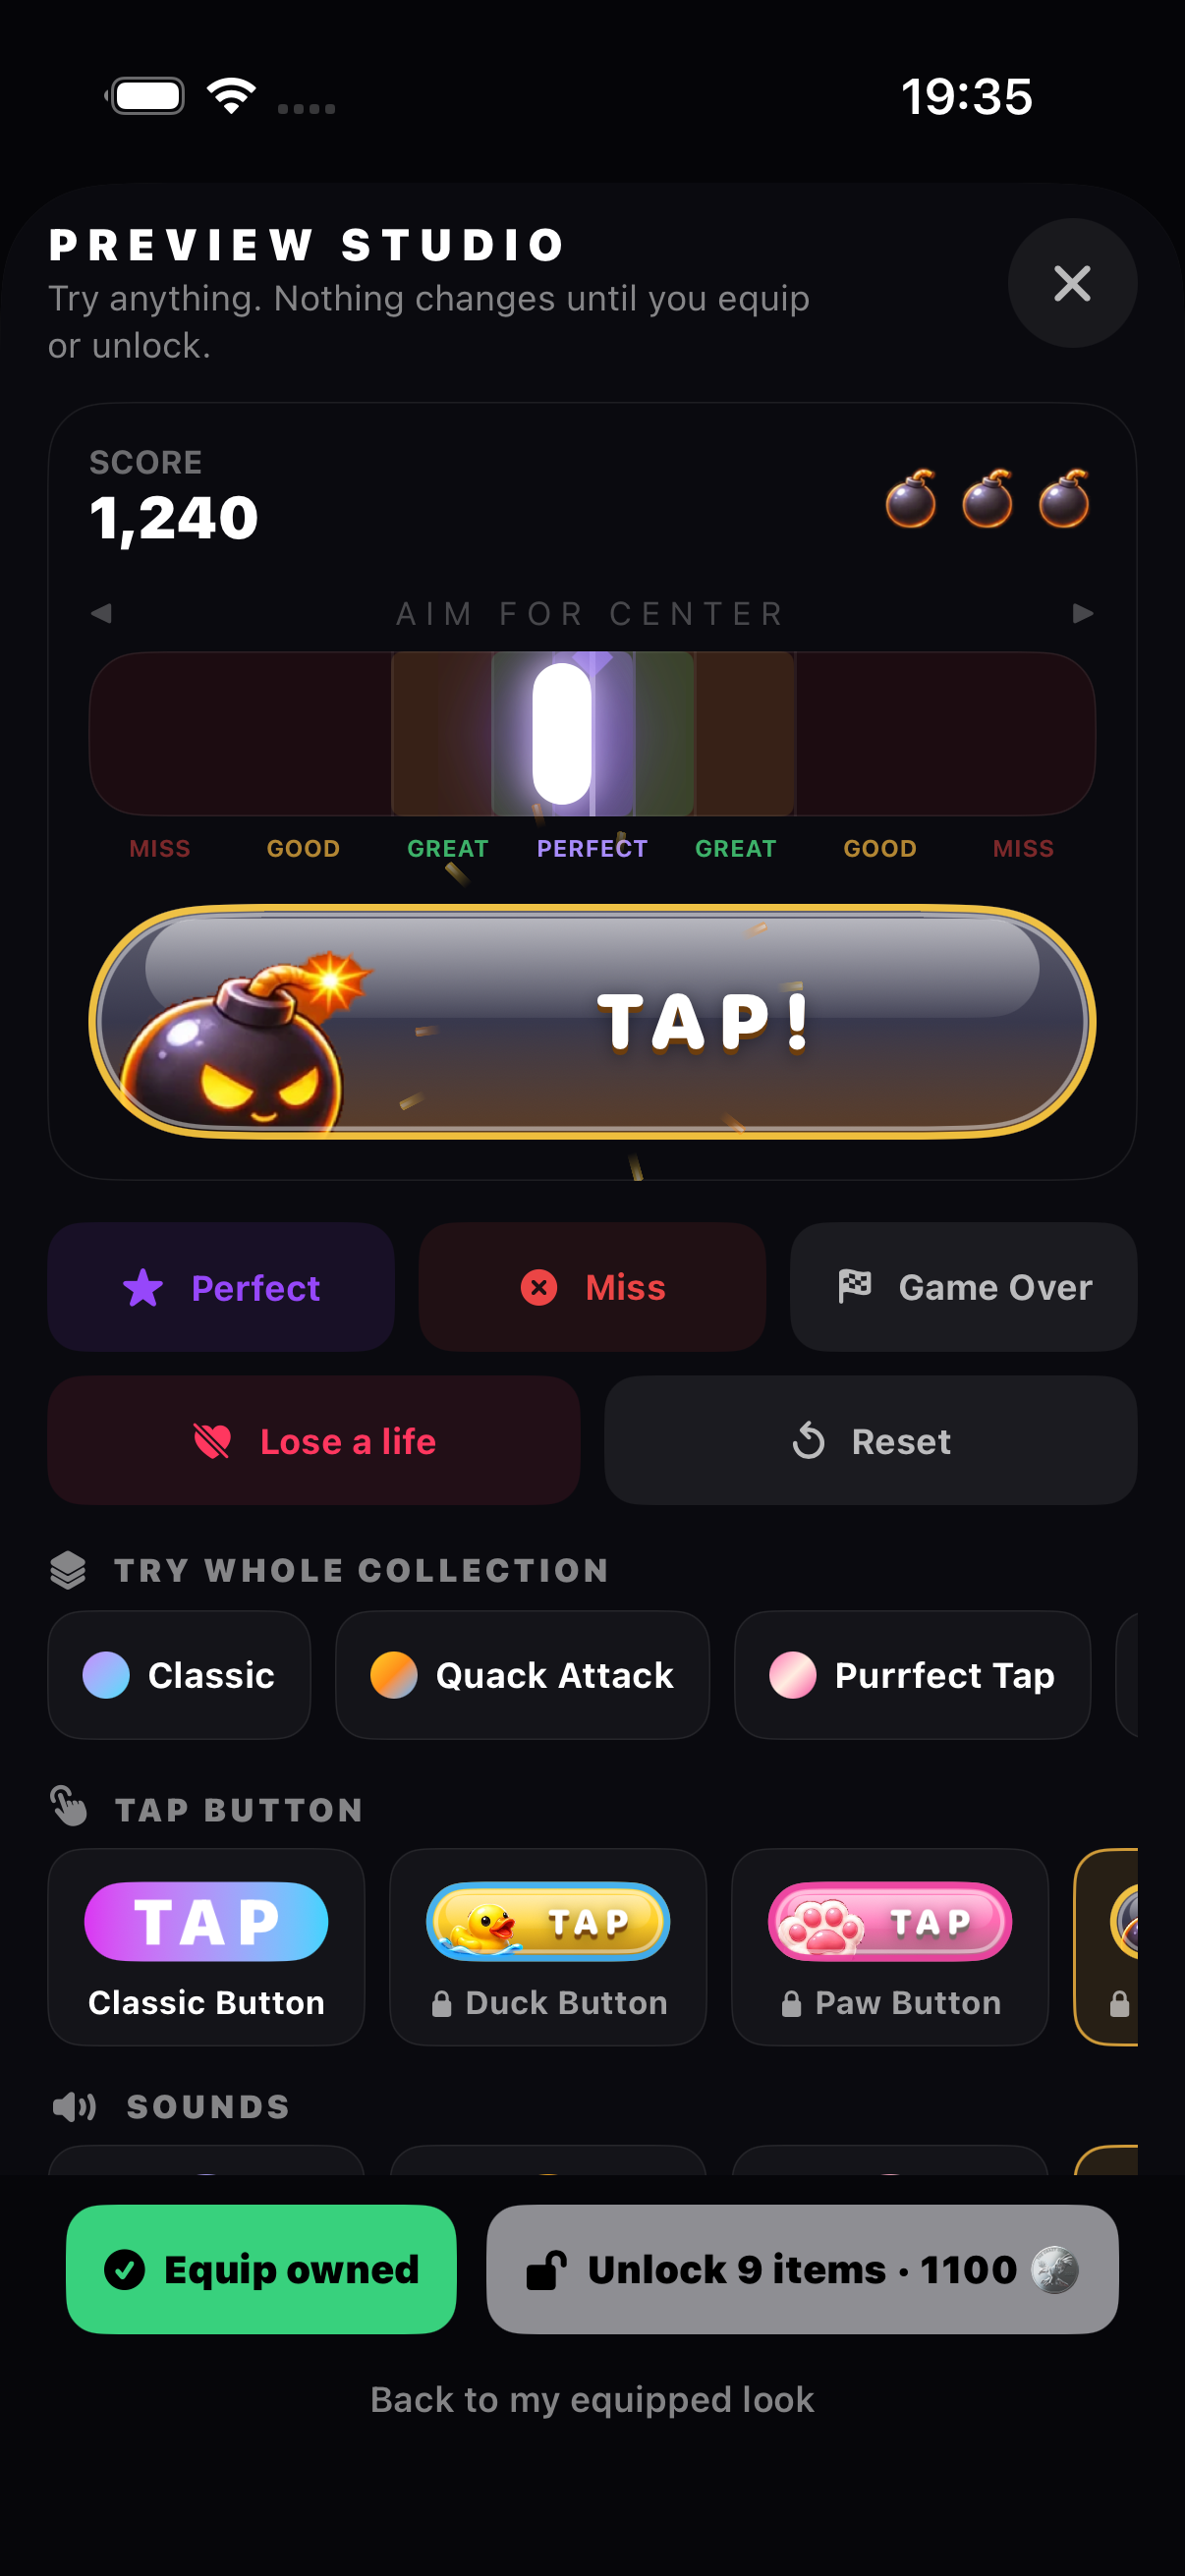 19:35
PREVIEW STUDIO
Try anything. Nothing changes until you equip
or unlock.
SCORE
1,240
AIM FOR CENTER
MISS GOOD GREAT PERFECT GREAT GOOD MISS
TAP!
Perfect
Miss
Game Over
Lose a life
Reset
TRY WHOLE COLLECTION
Classic
Quack Attack
Purrfect Tap
TAP BUTTON
TAP
TAP
TAP
Classic Button
Duck Button
Paw Button
SOUNDS
Equip owned
Unlock 9 items · 1100
Back to my equipped look